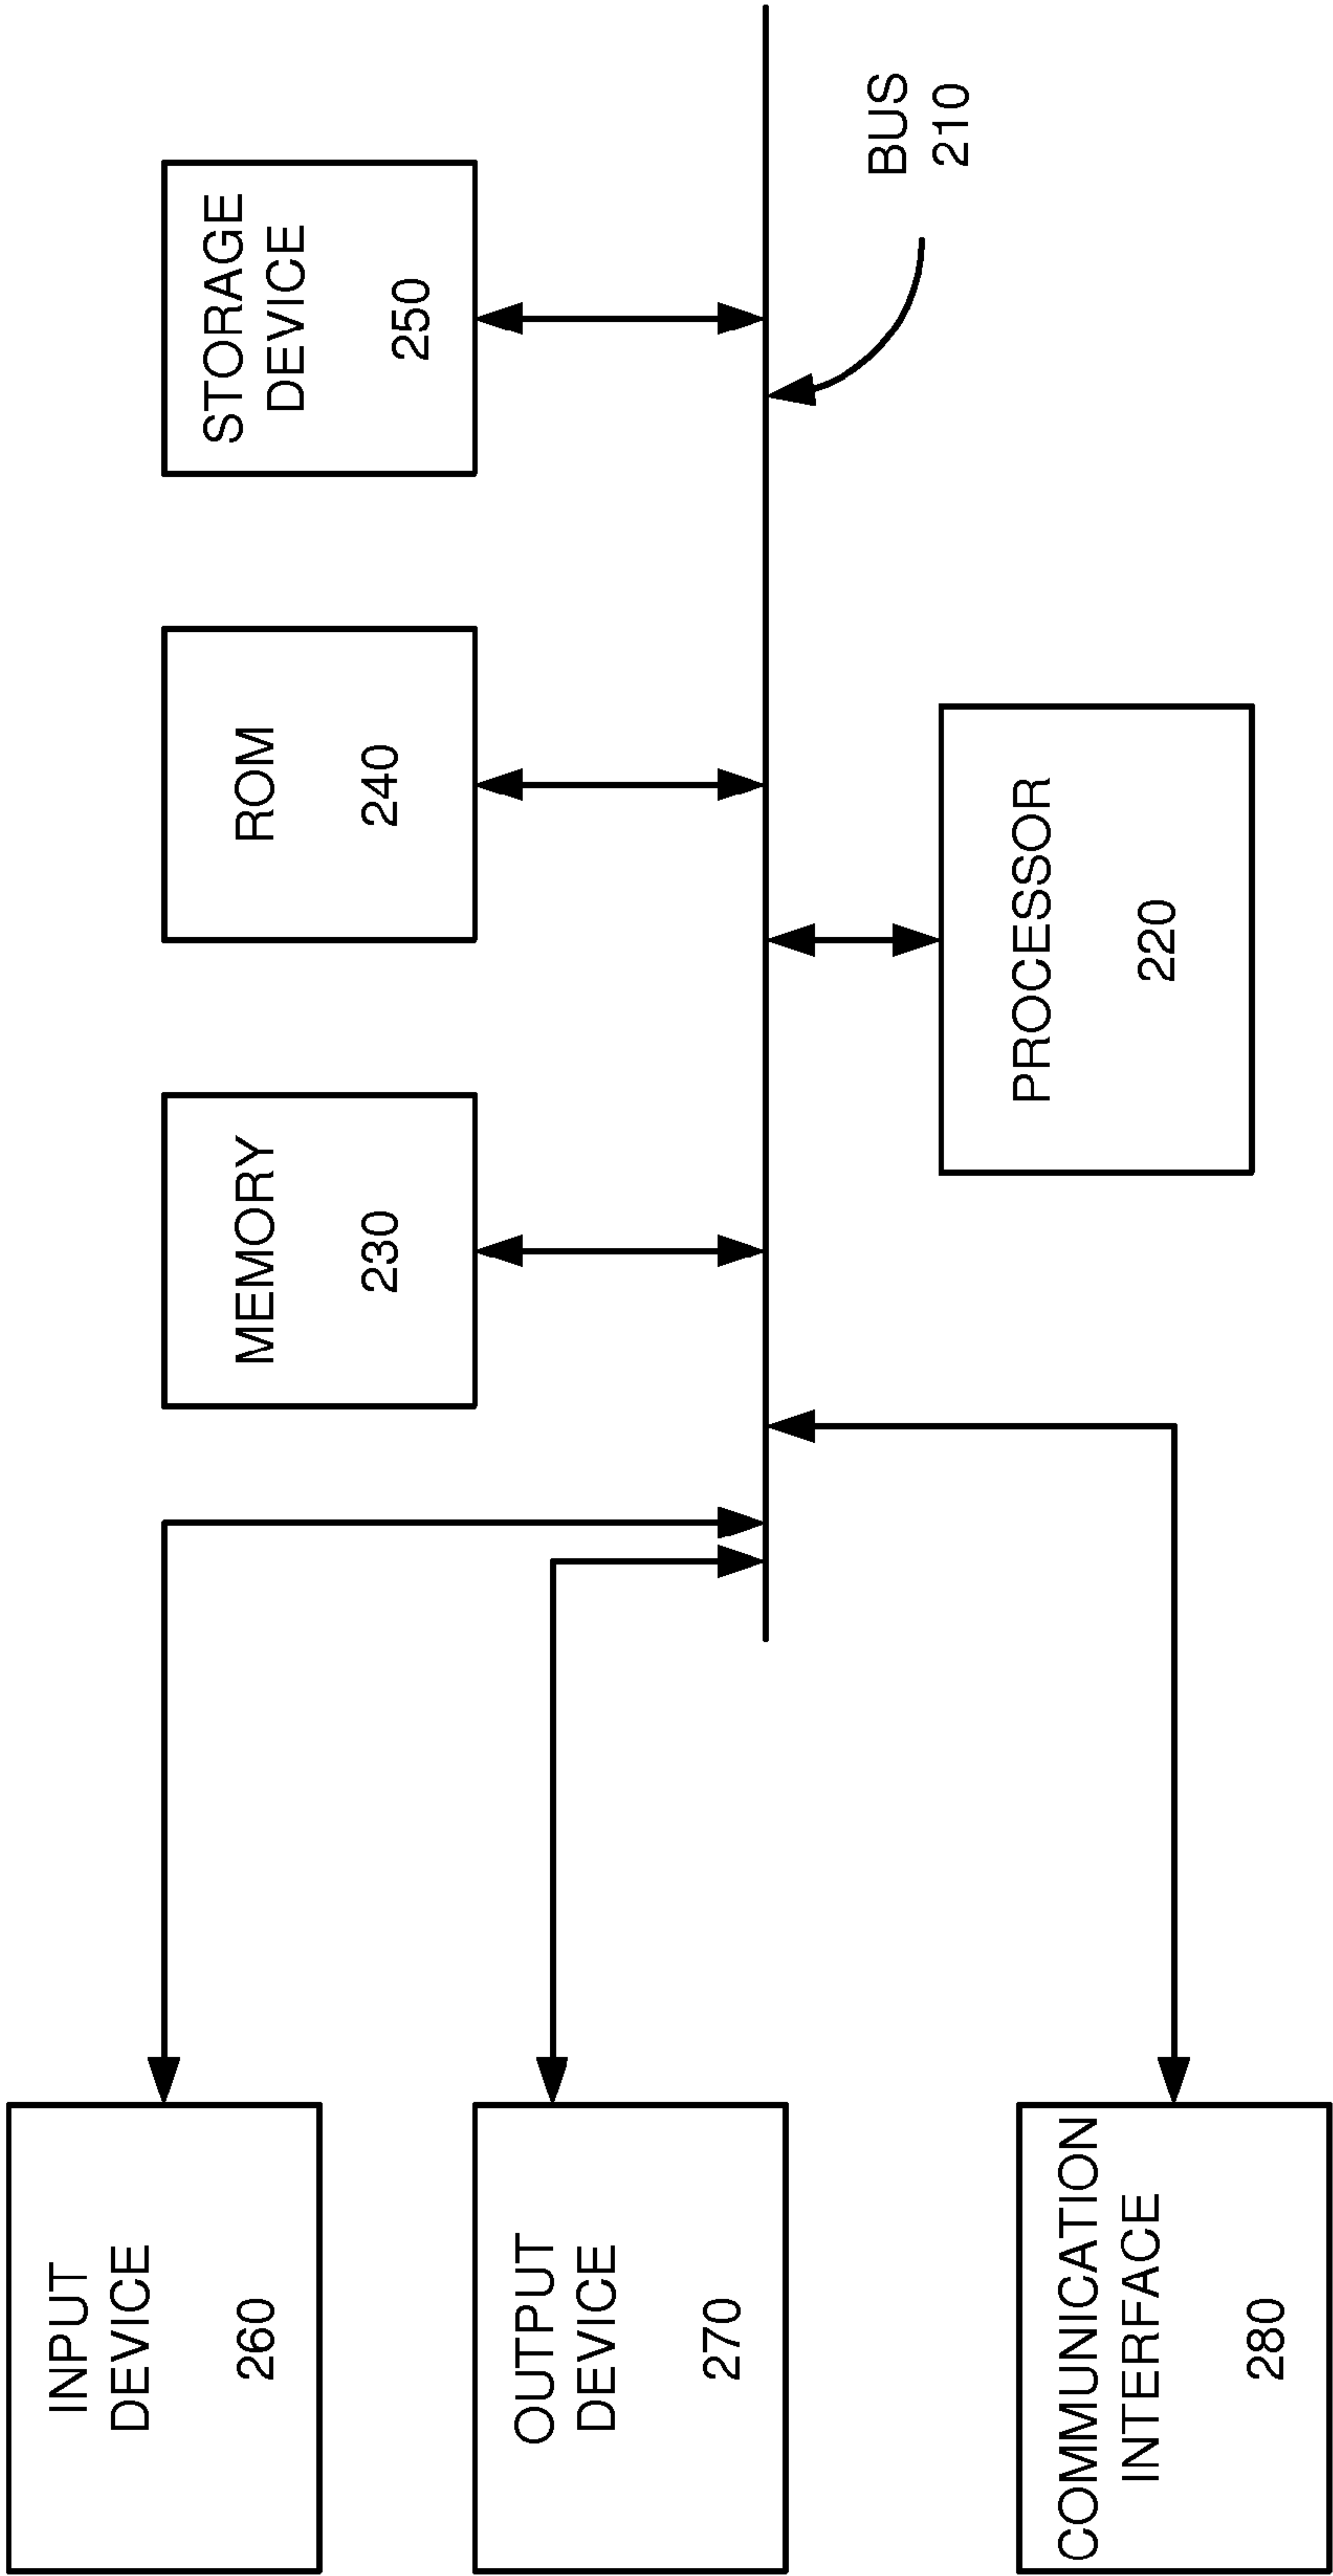 INPUT
DEVICE
260
OUTPUT
DEVICE
270
COMMUNICATION
INTERFACE
280
MEMORY
230
ROM
240
STORAGE
DEVICE
250
PROCESSOR
220
BUS
210